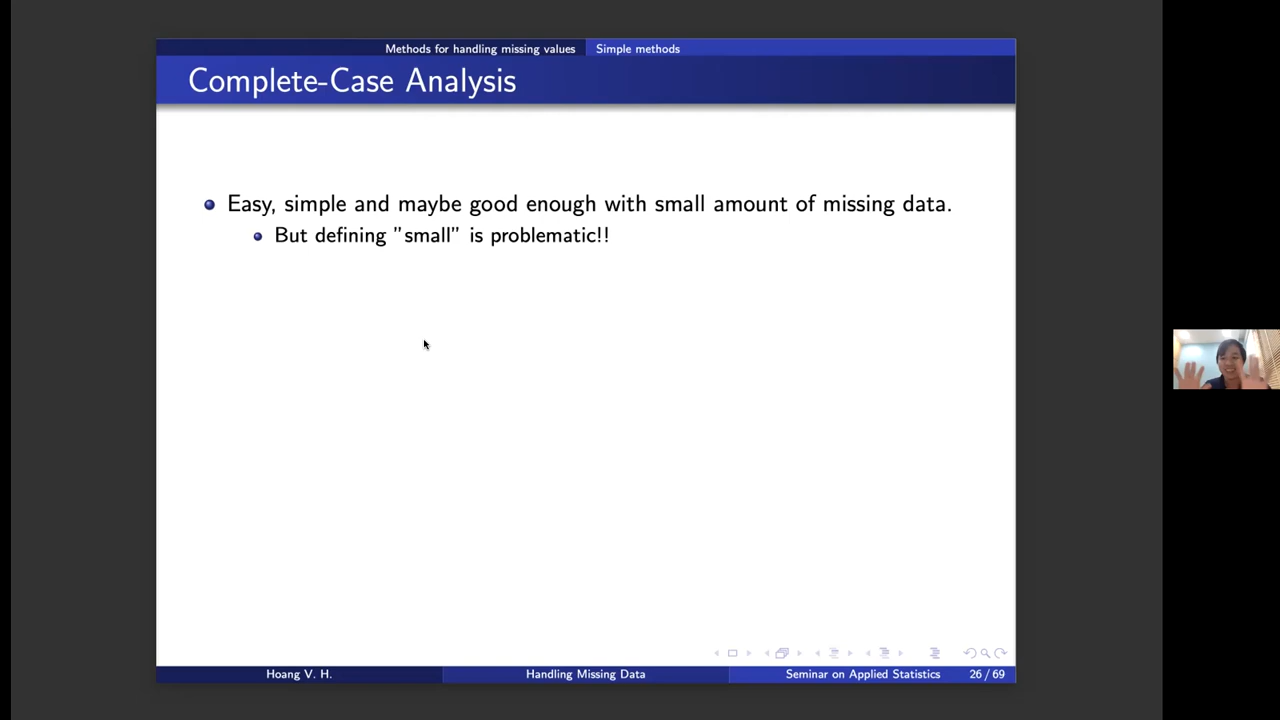 Methods for handling missing values Simple methods
Complete-Case Analysis
Easy, simple and maybe good enough with small amount of missing data.
But defining ”small” is problematic!!
Hoang V. H. Handling Missing Data Seminar on Applied Statistics 26 / 69